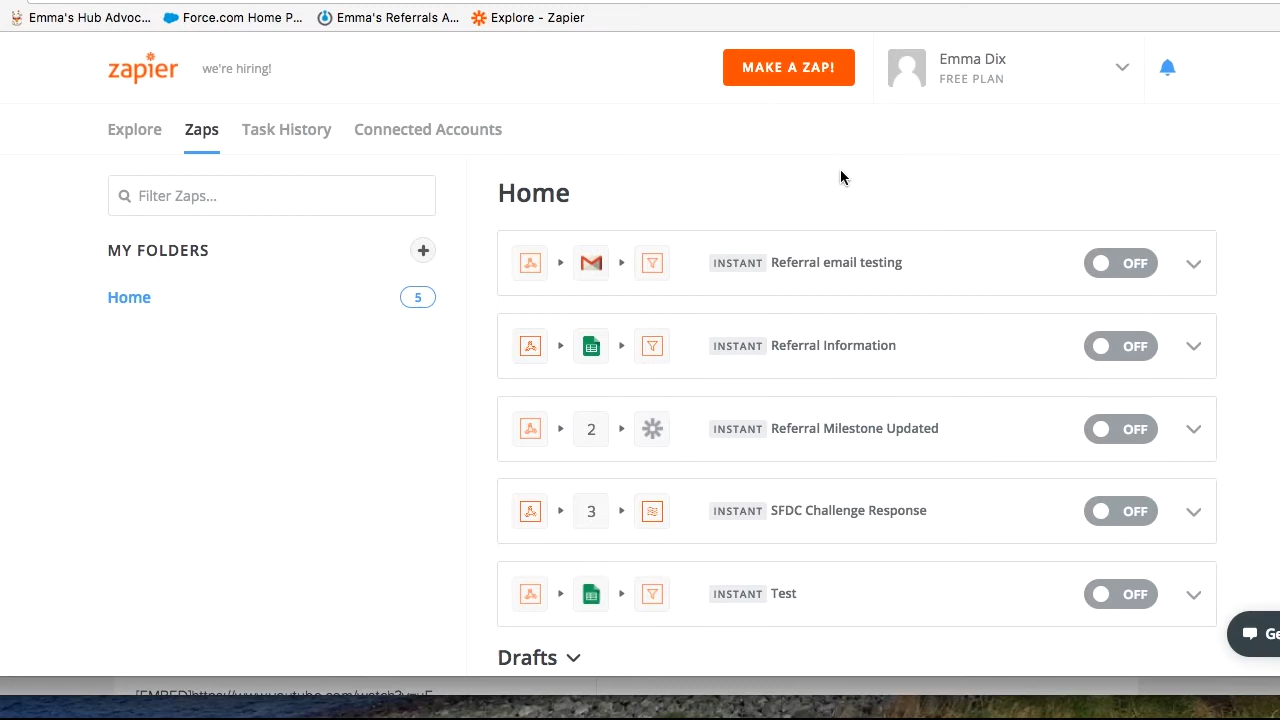 Emma's Hub Advoc... Force.com Home P... Emma's Referrals A... Explore - Zapier
zapier we're hiring! MAKE A ZAP! Emma Dix
FREE PLAN
Explore Zaps Task History Connected Accounts
Filter Zaps...
MY FOLDERS +
Home 5
Home
INSTANT Referral email testing OFF
INSTANT Referral Information OFF
2 INSTANT Referral Milestone Updated OFF
3 INSTANT SFDC Challenge Response OFF
INSTANT Test OFF
Ge
Drafts